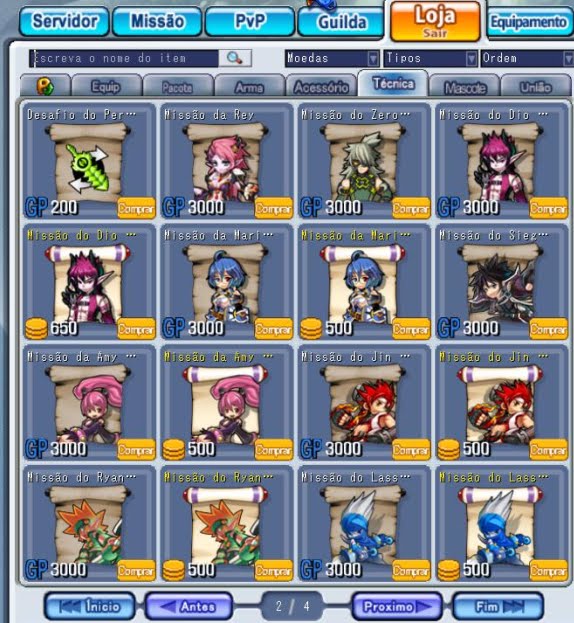 Servidor
Missão
PvP
Guilda
Loja
Sair
Equipamento
Escreva o nome do item
Moedas
Tipos
Ordem
Equip
Pacote
Arma
Acessório
Técnica
Mascote
União
Desafio do Per…
Missão da Rey
Missão do Zero…
Missão do Dio …
GP 200 Comprar
GP 3000 Comprar
GP 3000 Comprar
GP 3000 Comprar
Missão do Dio …
Missão da Mari…
Missão da Mari…
Missão do Sieg…
650 Comprar
GP 3000 Comprar
500 Comprar
GP 3000 Comprar
Missão da Amy …
Missão da Amy …
Missão do Jin …
Missão do Jin …
GP 3000 Comprar
500 Comprar
GP 3000 Comprar
500 Comprar
Missão do Ryan…
Missão do Ryan…
Missão do Lass…
Missão do Lass…
GP 3000 Comprar
500 Comprar
GP 3000 Comprar
500 Comprar
Início
Antes
2 / 4
Proximo
Fim